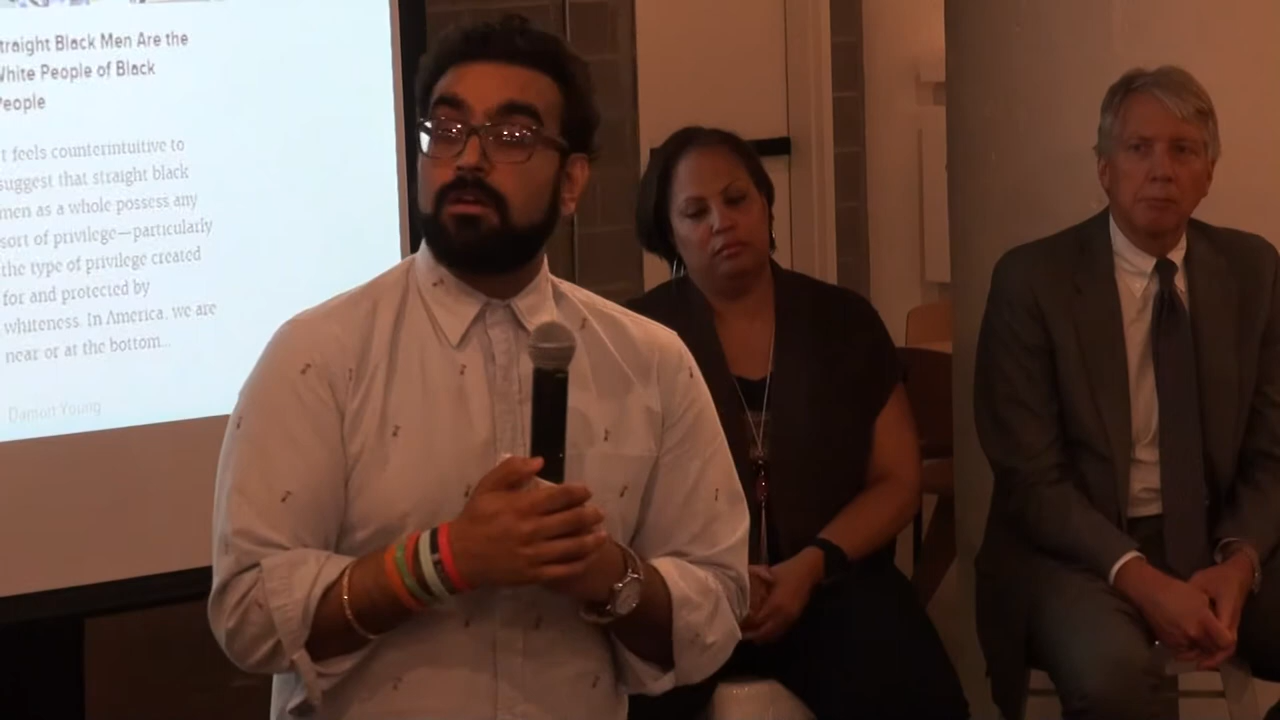 traight Black Men Are the
White People of Black
People
t feels counterintuitive to
suggest that straight black
men as a whole possess any
sort of privilege—particularly
the type of privilege created
for and protected by
whiteness. In America, we are
near or at the bottom...
Damon Young